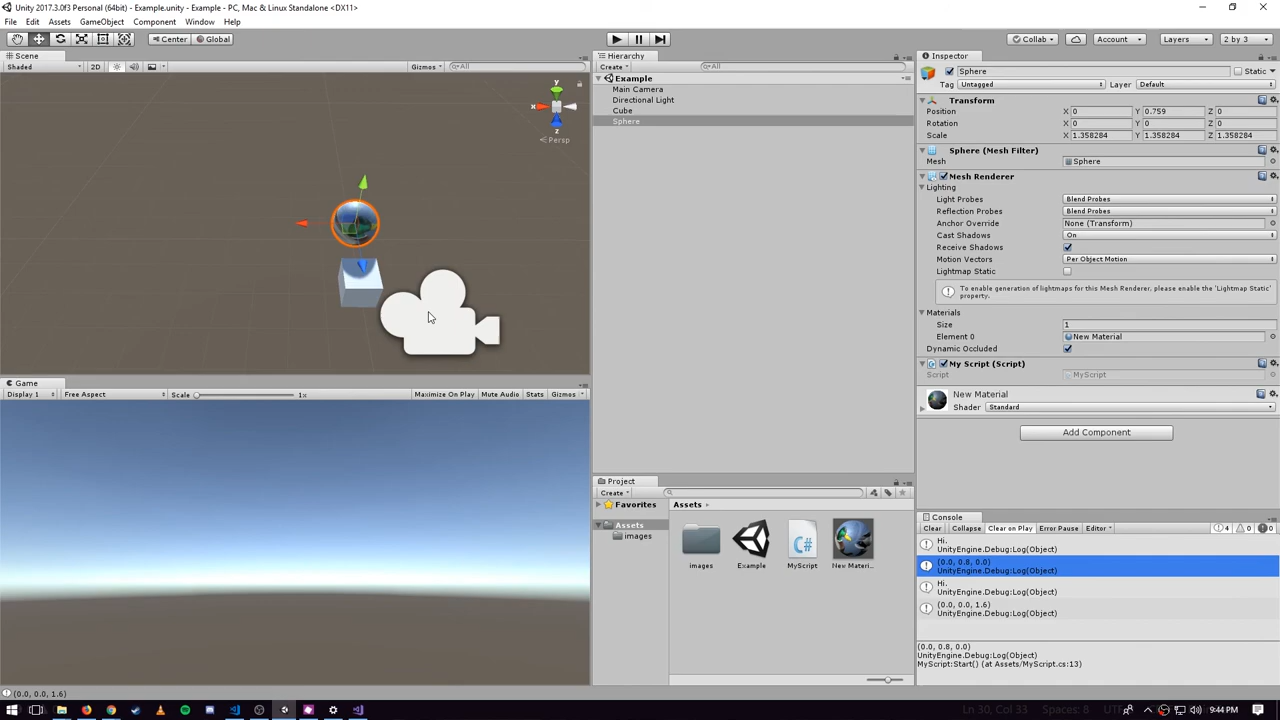 Unity 2017.3.0f3 Personal (64bit) - Example.unity - Example - PC, Mac & Linux Standalone <DX11>
File Edit Assets GameObject Component Window Help
Center Global
Collab Account Layers 2 by 3
Scene
Shaded 2D Gizmos All
y
x
z
Persp
Game
Display 1 Free Aspect Scale 1x Maximize On Play Mute Audio Stats Gizmos
Hierarchy
Create All
Example
Main Camera
Directional Light
Cube
Sphere
Project
Create
Favorites
Assets
images
Assets
images Example MyScript New Materi...
C#
Inspector
Sphere Static
Tag Untagged Layer Default
Transform
Position X 0 Y 0.759 Z 0
Rotation X 0 Y 0 Z 0
Scale X 1.358284 Y 1.358284 Z 1.358284
Sphere (Mesh Filter)
Mesh Sphere
Mesh Renderer
Lighting
Light Probes Blend Probes
Reflection Probes Blend Probes
Anchor Override None (Transform)
Cast Shadows On
Receive Shadows
Motion Vectors Per Object Motion
Lightmap Static
To enable generation of lightmaps for this Mesh Renderer, please enable the 'Lightmap Static'
property.
Materials
Size 1
Element 0 New Material
Dynamic Occluded
My Script (Script)
Script MyScript
New Material
Shader Standard
Add Component
Console
Clear Collapse Clear on Play Error Pause Editor 4 0 0
Hi.
UnityEngine.Debug:Log(Object)
(0.0, 0.8, 0.0)
UnityEngine.Debug:Log(Object)
Hi.
UnityEngine.Debug:Log(Object)
(0.0, 0.0, 1.6)
UnityEngine.Debug:Log(Object)
(0.0, 0.8, 0.0)
UnityEngine.Debug:Log(Object)
MyScript:Start() (at Assets/MyScript.cs:13)
(0.0, 0.0, 1.6)
Ln 30, Col 33 Spaces: 8
9:44 PM